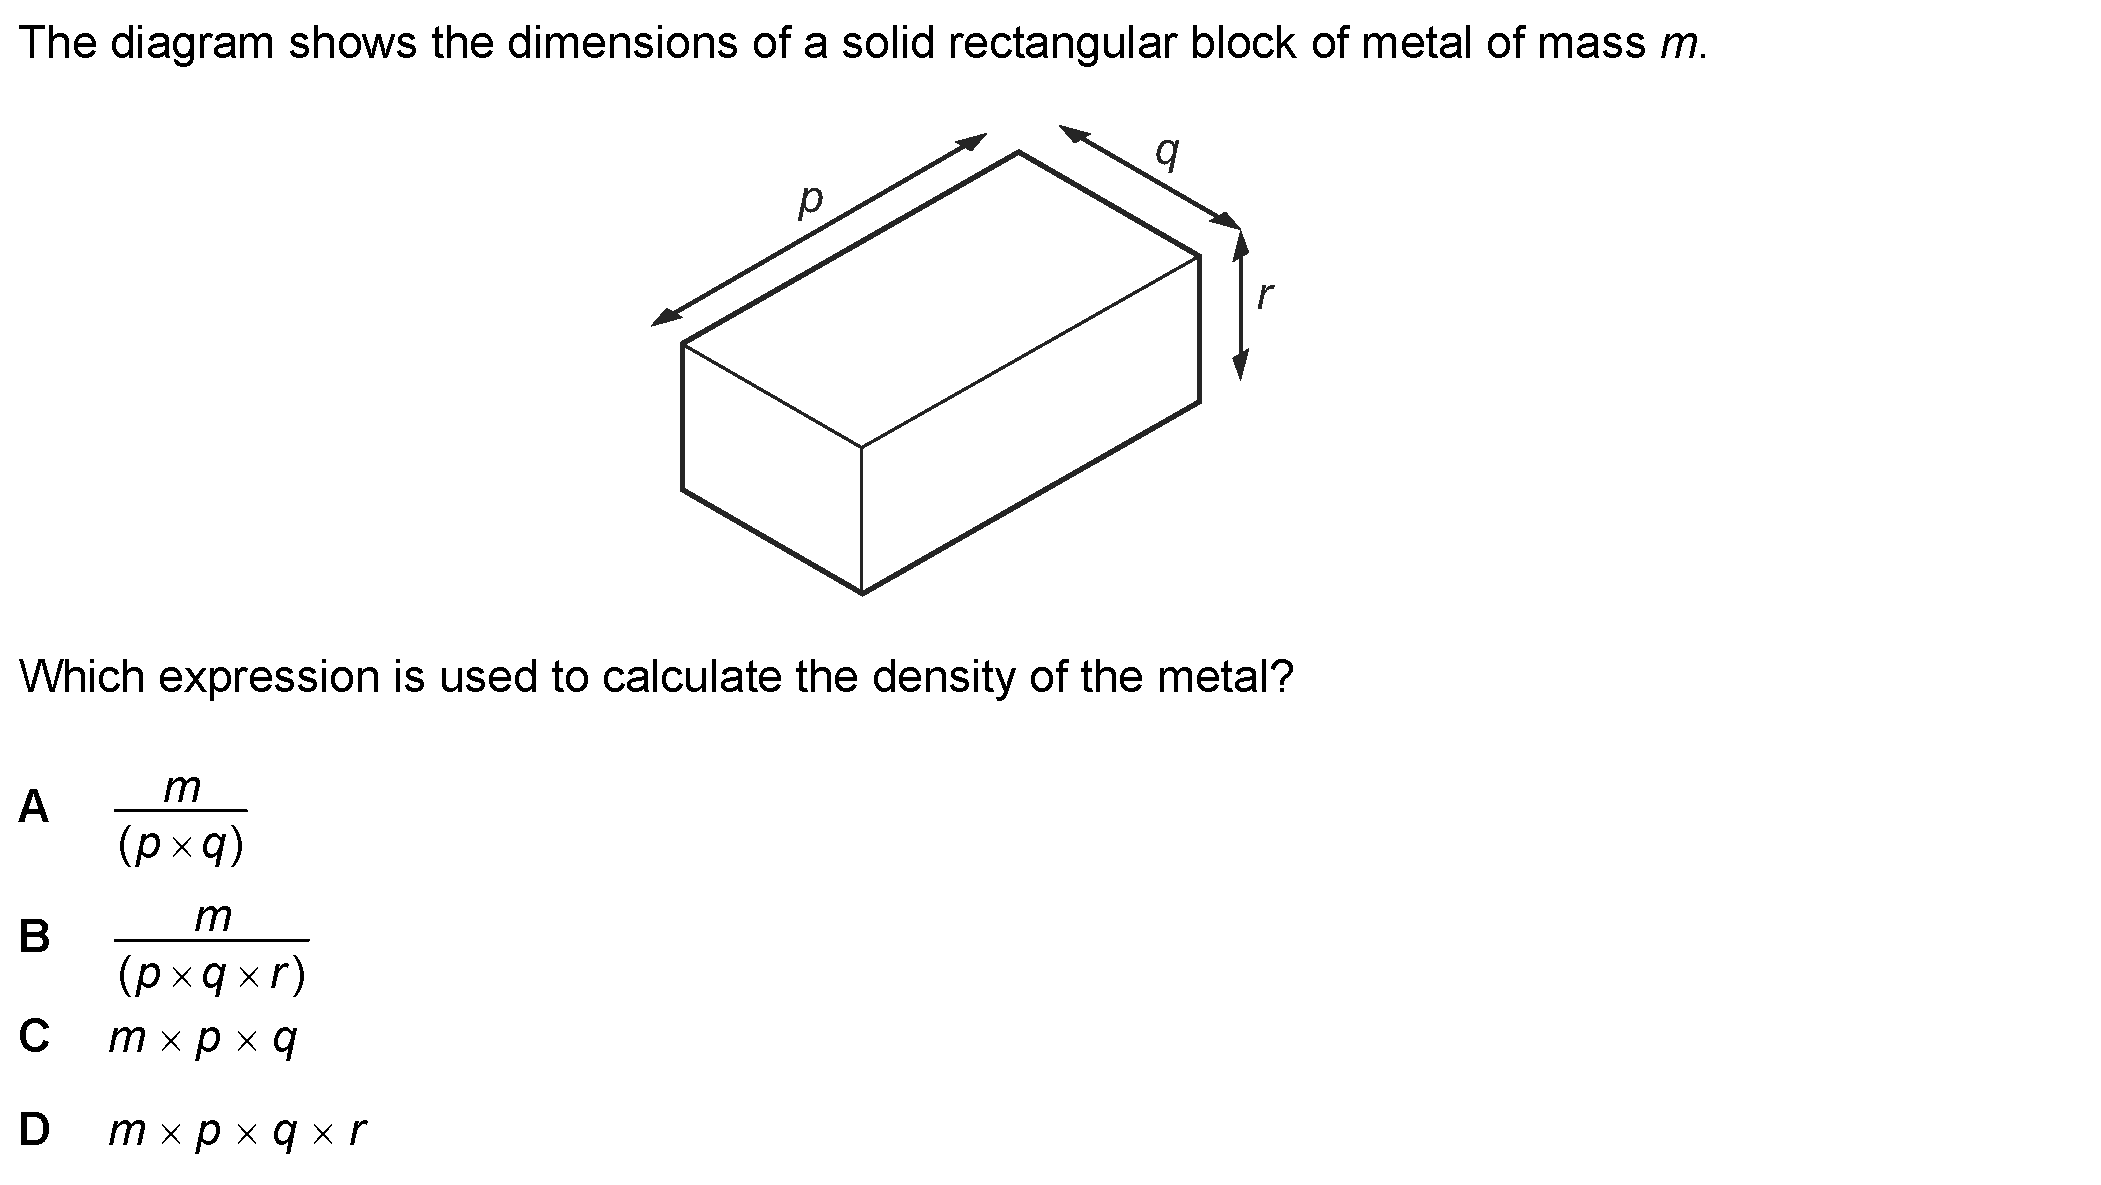 The diagram shows the dimensions of a solid rectangular block of metal of mass m.
q
p
r
Which expression is used to calculate the density of the metal?
A m
(p × q)
B m
(p × q × r)
C m × p × q
D m × p × q × r